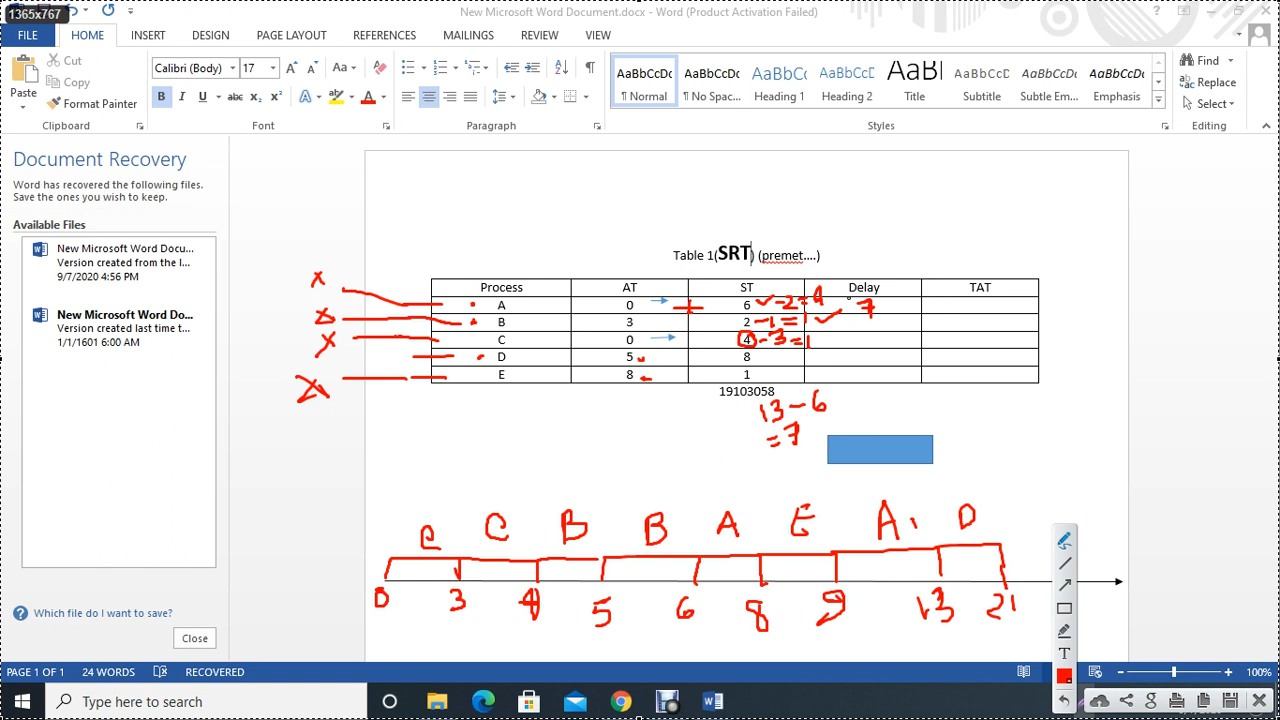 1365x767
New Microsoft Word Document.docx - Word (Product Activation Failed)
FILE HOME INSERT DESIGN PAGE LAYOUT REFERENCES MAILINGS REVIEW VIEW
Paste
Cut
Copy
Format Painter
Calibri (Body) 17
B I U abc x₂ x²
AaBbCcDc AaBbCcDc AaBbCc AaBbCcC AaBl AaBbCcC AaBbCcDc AaBbCcDc
¶ Normal ¶ No Spac... Heading 1 Heading 2 Title Subtitle Subtle Em... Emphasis
Find
Replace
Select
Clipboard Font Paragraph Styles Editing
Document Recovery
Word has recovered the following files.
Save the ones you wish to keep.
Available Files
New Microsoft Word Docu...
Version created from the l...
9/7/2020 4:56 PM
New Microsoft Word Do...
Version created last time t...
1/1/1601 6:00 AM
Which file do I want to save?
Close
Table 1(SRT) (premet....)
Process AT ST Delay TAT
A 0 6 -2=4 7
B 3 2 -1=1
C 0 4 -3=1
D 5 8
E 8 1
19103058
13-6
=7
C C B B A E A D
0 3 4 5 6 8 9 13 21
PAGE 1 OF 1 24 WORDS RECOVERED 100%
Type here to search